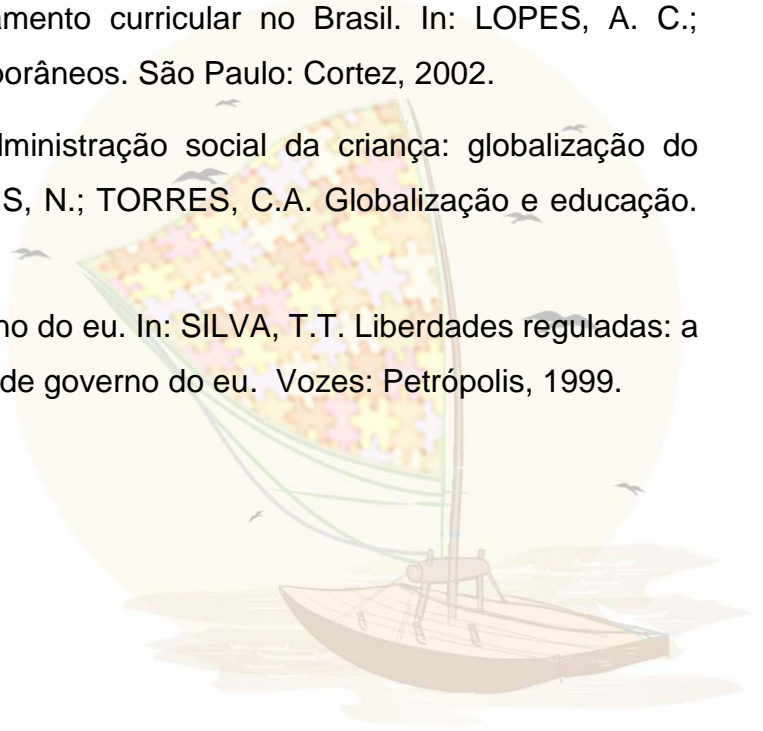 amento curricular no Brasil. In: LOPES, A. C.;
orâneos. São Paulo: Cortez, 2002.
dministração social da criança: globalização do
S, N.; TORRES, C.A. Globalização e educação.
no do eu. In: SILVA, T.T. Liberdades reguladas: a
de governo do eu. Vozes: Petrópolis, 1999.